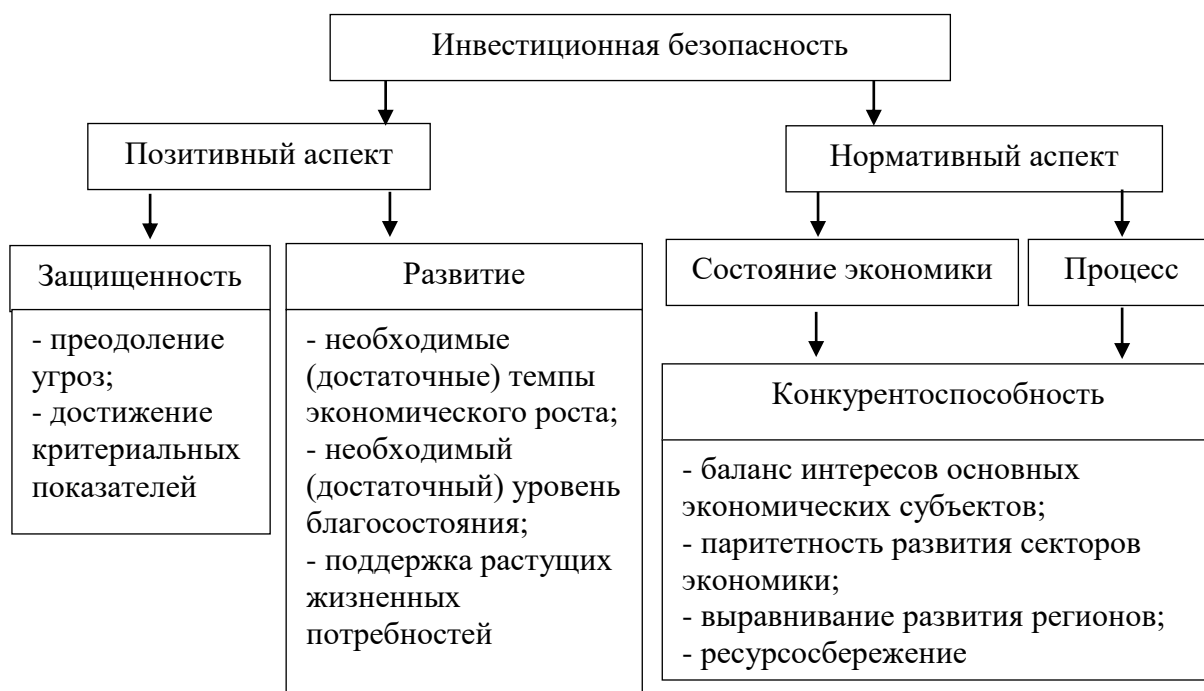 Инвестиционная безопасность
Позитивный аспект
Нормативный аспект
Защищенность
- преодоление
угроз;
- достижение
критериальных
показателей
Развитие
- необходимые
(достаточные) темпы
экономического роста;
- необходимый
(достаточный) уровень
благосостояния;
- поддержка растущих
жизненных
потребностей
Состояние экономики
Процесс
Конкурентоспособность
- баланс интересов основных
экономических субъектов;
- паритетность развития секторов
экономики;
- выравнивание развития регионов;
- ресурсосбережение